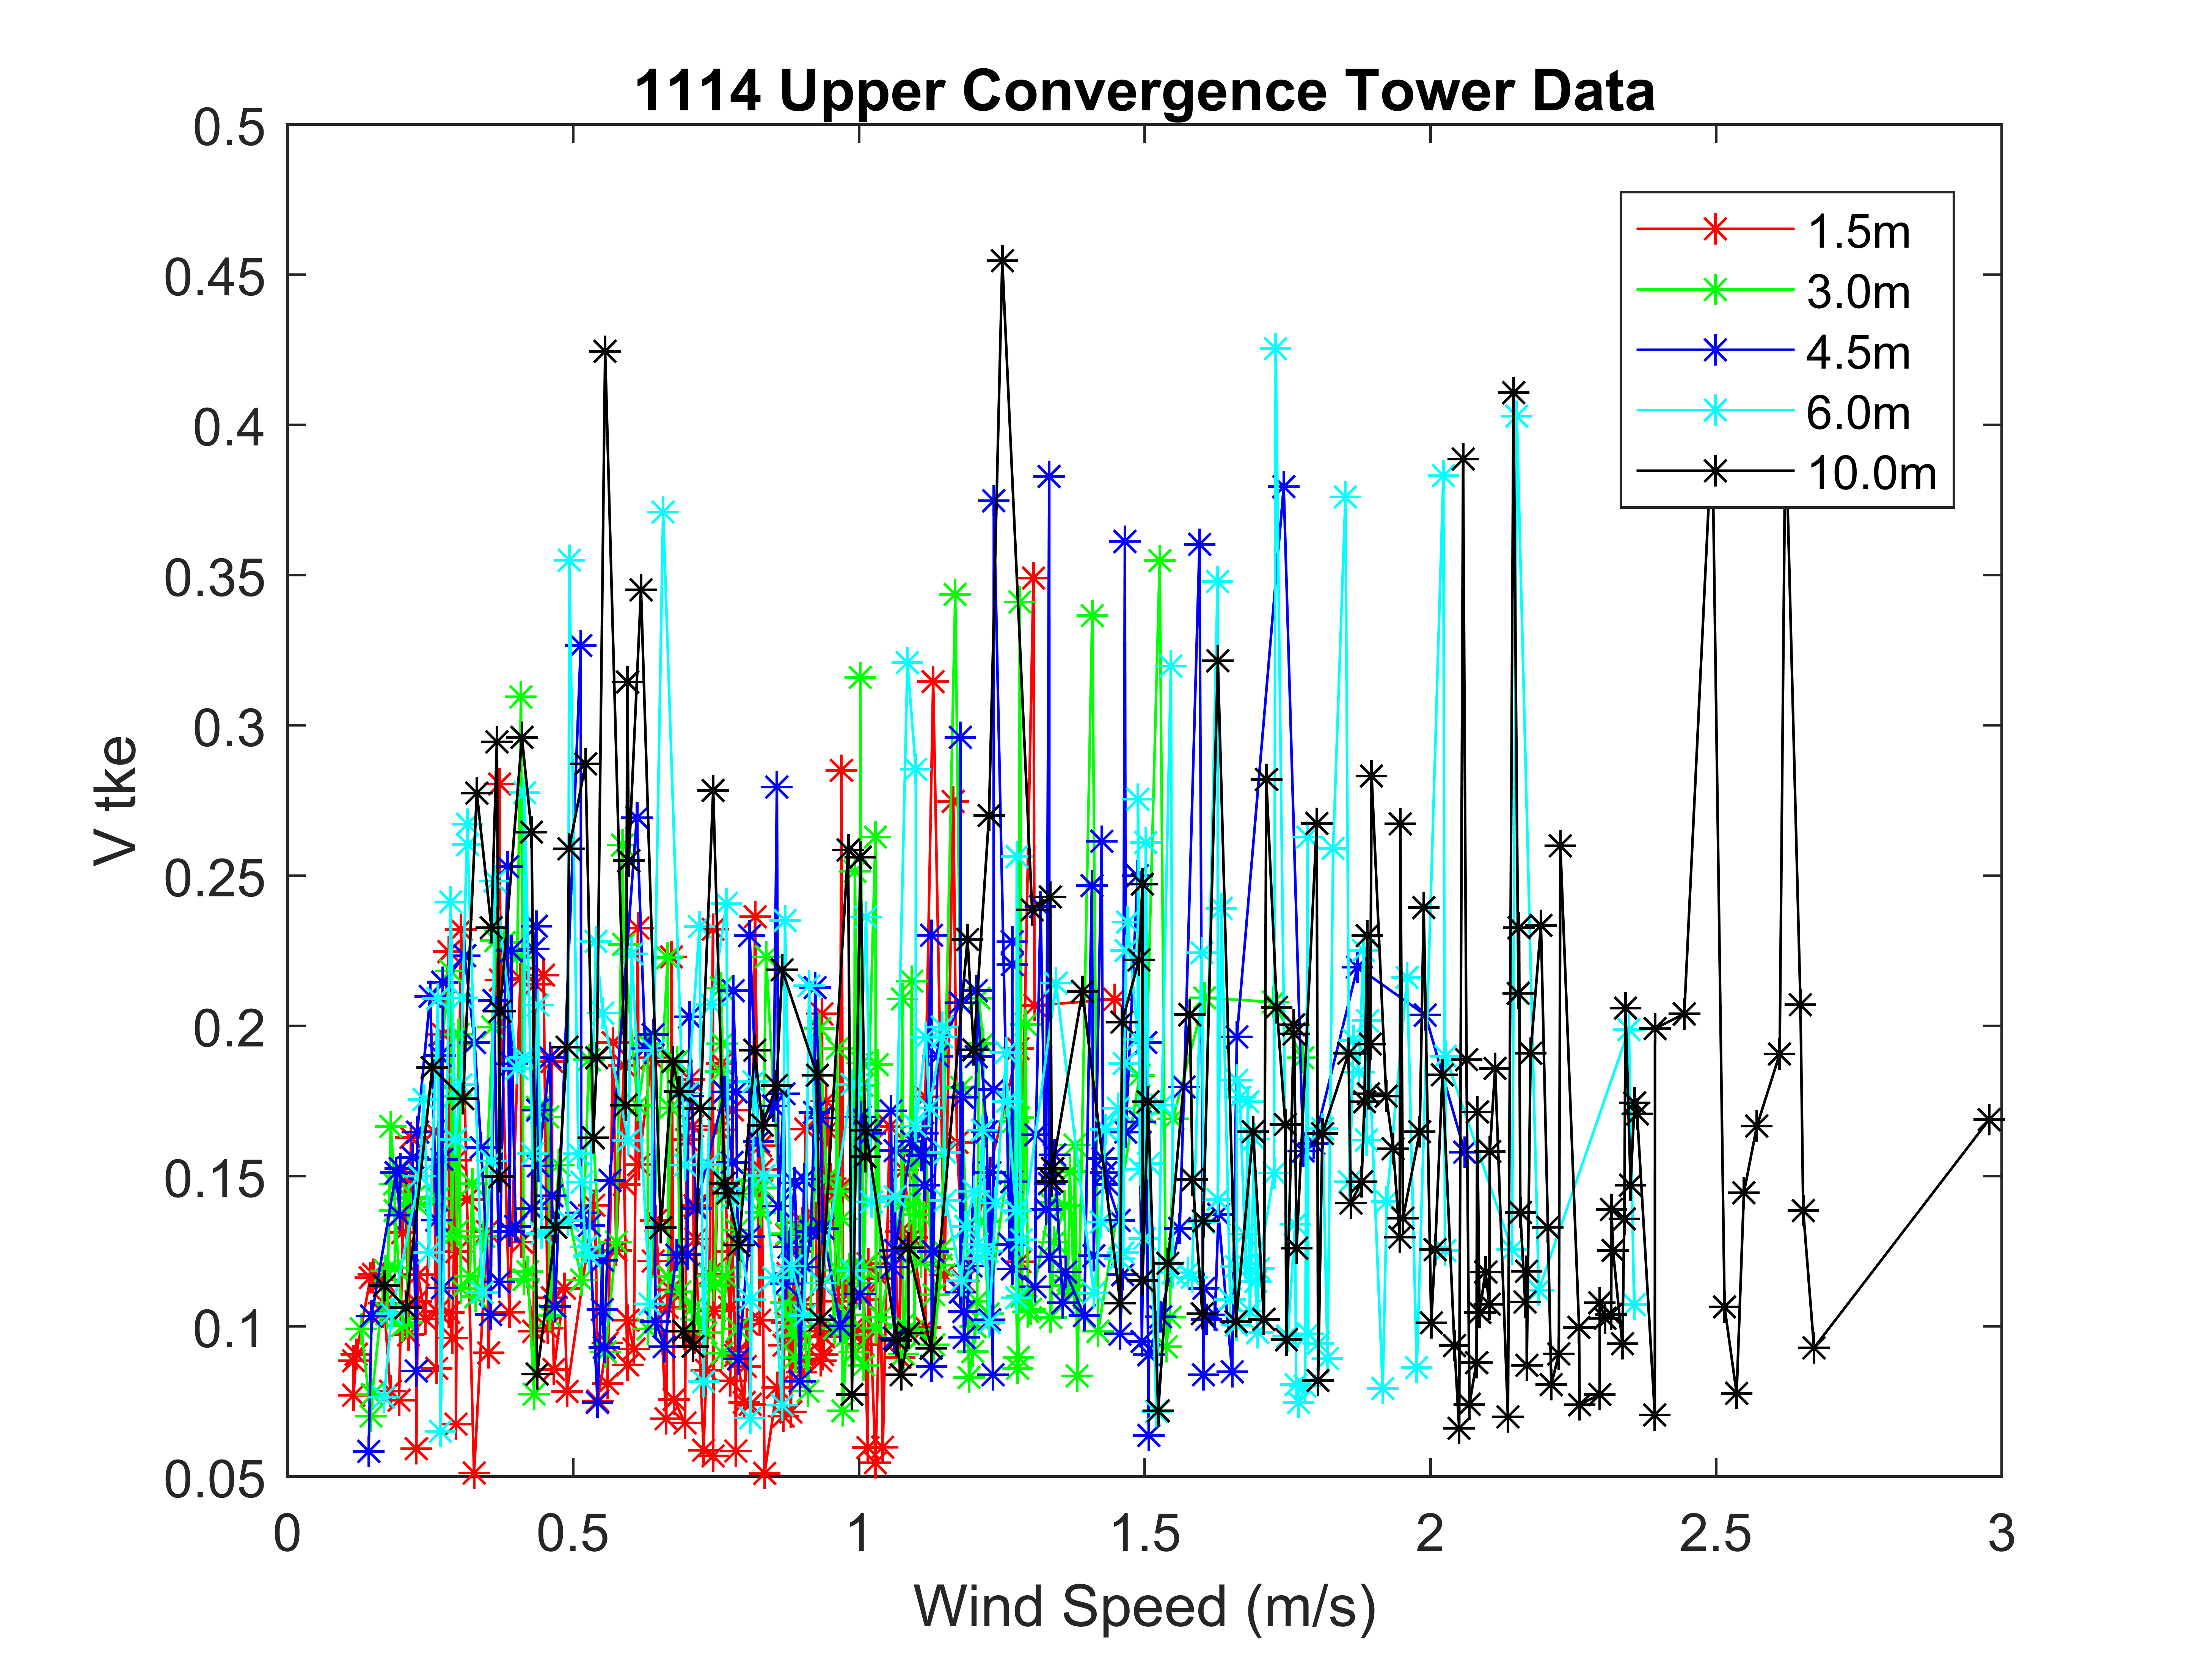 1114 Upper Convergence Tower Data
0.5
0.45
0.4
0.35
0.3
0.25
0.2
0.15
0.1
0.05
V tke
1.5m
3.0m
4.5m
6.0m
10.0m
0 0.5 1 1.5 2 2.5 3
Wind Speed (m/s)